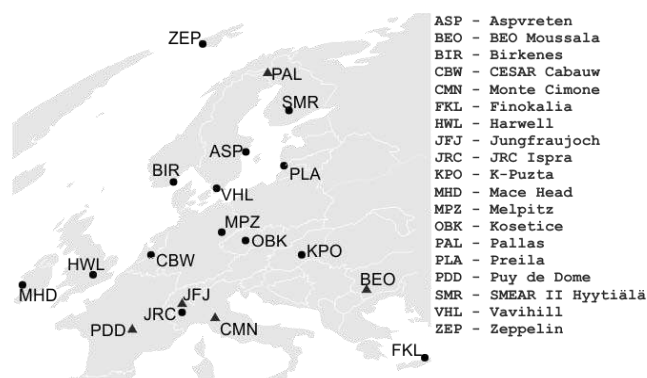 ZEP
PAL
SMR
ASP
PLA
BIR
VHL
MPZ
OBK
KPO
CBW
HWL
MHD
BEO
JFJ
JRC
CMN
PDD
FKL
ASP - Aspvreten
BEO - BEO Moussala
BIR - Birkenes
CBW - CESAR Cabauw
CMN - Monte Cimone
FKL - Finokalia
HWL - Harwell
JFJ - Jungfraujoch
JRC - JRC Ispra
KPO - K-Puzta
MHD - Mace Head
MPZ - Melpitz
OBK - Kosetice
PAL - Pallas
PLA - Preila
PDD - Puy de Dome
SMR - SMEAR II Hyytiälä
VHL - Vavihill
ZEP - Zeppelin